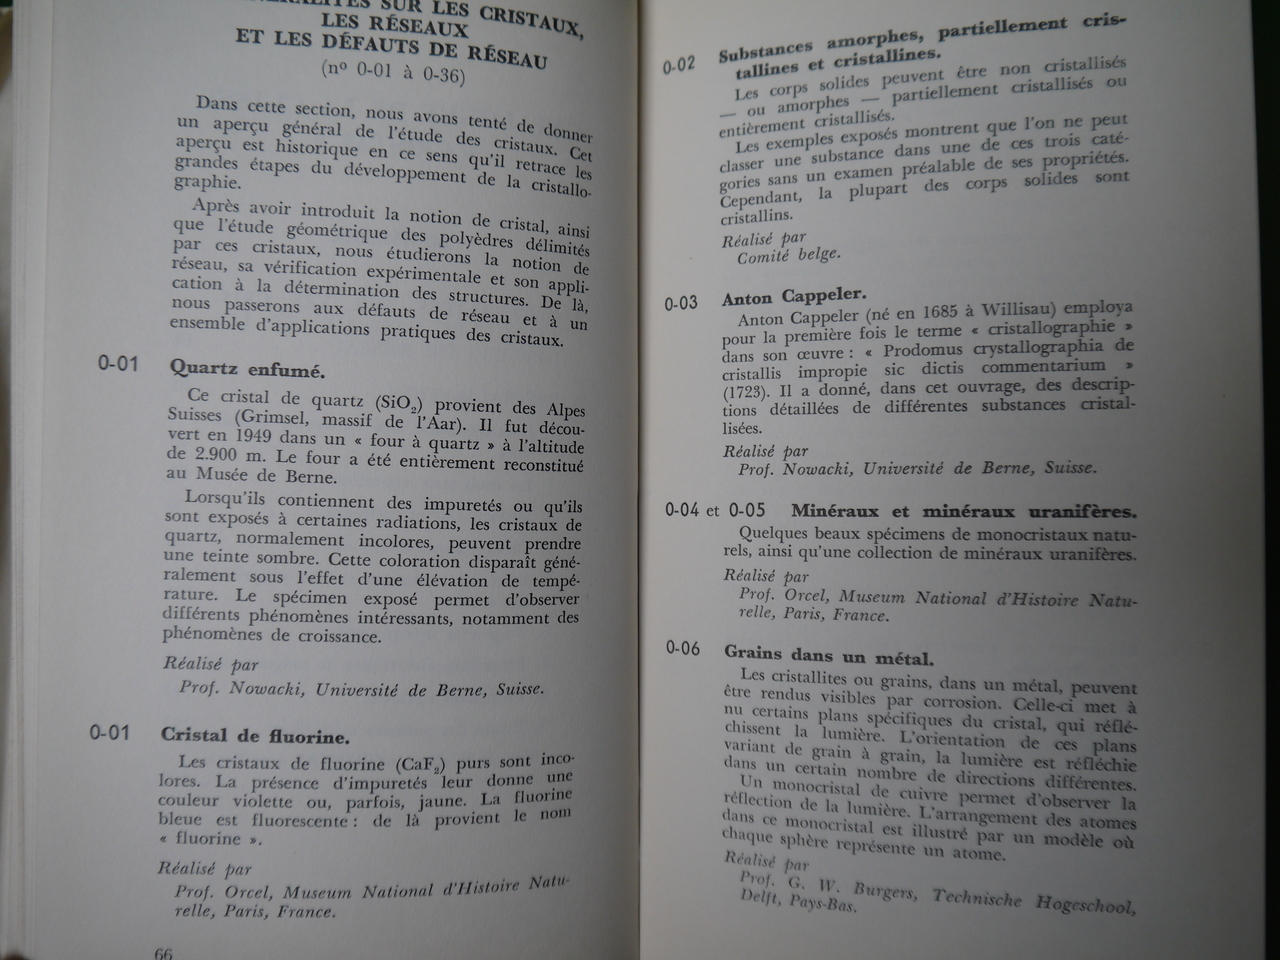 SUR LES CRISTAUX,
LES RÉSEAUX
ET LES DÉFAUTS DE RÉSEAU
(nº 0-01 à 0-36)
Dans cette section, nous avons tenté de donner
un aperçu général de l'étude des cristaux. Cet
aperçu est historique en ce sens qu'il retrace les
grandes étapes du développement de la cristallo-
graphie.
Après avoir introduit la notion de cristal, ainsi
que l'étude géométrique des polyèdres délimités
par ces cristaux, nous étudierons la notion de
réseau, sa vérification expérimentale et son appli-
cation à la détermination des structures. De là,
nous passerons aux défauts de réseau et à un
ensemble d'applications pratiques des cristaux.
0-01 Quartz enfumé.
Ce cristal de quartz (SiO₂) provient des Alpes
Suisses (Grimsel, massif de l'Aar). Il fut décou-
vert en 1949 dans un « four à quartz » à l'altitude
de 2.900 m. Le four a été entièrement reconstitué
au Musée de Berne.
Lorsqu'ils contiennent des impuretés ou qu'ils
sont exposés à certaines radiations, les cristaux de
quartz, normalement incolores, peuvent prendre
une teinte sombre. Cette coloration disparaît géné-
ralement sous l'effet d'une élévation de tempé-
rature. Le spécimen exposé permet d'observer
différents phénomènes intéressants, notamment des
phénomènes de croissance.
Réalisé par
Prof. Nowacki, Université de Berne, Suisse.
0-01 Cristal de fluorine.
Les cristaux de fluorine (CaF₂) purs sont inco-
lores. La présence d'impuretés leur donne une
couleur violette ou, parfois, jaune. La fluorine
bleue est fluorescente : de là provient le nom
« fluorine ».
Réalisé par
Prof. Orcel, Museum National d'Histoire Natu-
relle, Paris, France.
66
0-02 Substances amorphes, partiellement cris-
tallines et cristallines.
Les corps solides peuvent être non cristallisés
— ou amorphes — partiellement cristallisés ou
entièrement cristallisés.
Les exemples exposés montrent que l'on ne peut
classer une substance dans une de ces trois caté-
gories sans un examen préalable de ses propriétés.
Cependant, la plupart des corps solides sont
cristallins.
Réalisé par
Comité belge.
0-03 Anton Cappeler.
Anton Cappeler (né en 1685 à Willisau) employa
pour la première fois le terme « cristallographie »
dans son œuvre : « Prodomus crystallographia de
cristallis impropie sic dictis commentarium »
(1723). Il a donné, dans cet ouvrage, des descrip-
tions détaillées de différentes substances cristal-
lisées.
Réalisé par
Prof. Nowacki, Université de Berne, Suisse.
0-04 et 0-05 Minéraux et minéraux uranifères.
Quelques beaux spécimens de monocristaux natu-
rels, ainsi qu'une collection de minéraux uranifères.
Réalisé par
Prof. Orcel, Museum National d'Histoire Natu-
relle, Paris, France.
0-06 Grains dans un métal.
Les cristallites ou grains, dans un métal, peuvent
être rendus visibles par corrosion. Celle-ci met à
nu certains plans spécifiques du cristal, qui réflé-
chissent la lumière. L'orientation de ces plans
variant de grain à grain, la lumière est réfléchie
dans un certain nombre de directions différentes.
Un monocristal de cuivre permet d'observer la
réflection de la lumière. L'arrangement des atomes
dans ce monocristal est illustré par un modèle où
chaque sphère représente un atome.
Réalisé par
Prof. G. W. Burgers, Technische Hogeschool,
Delft, Pays-Bas.